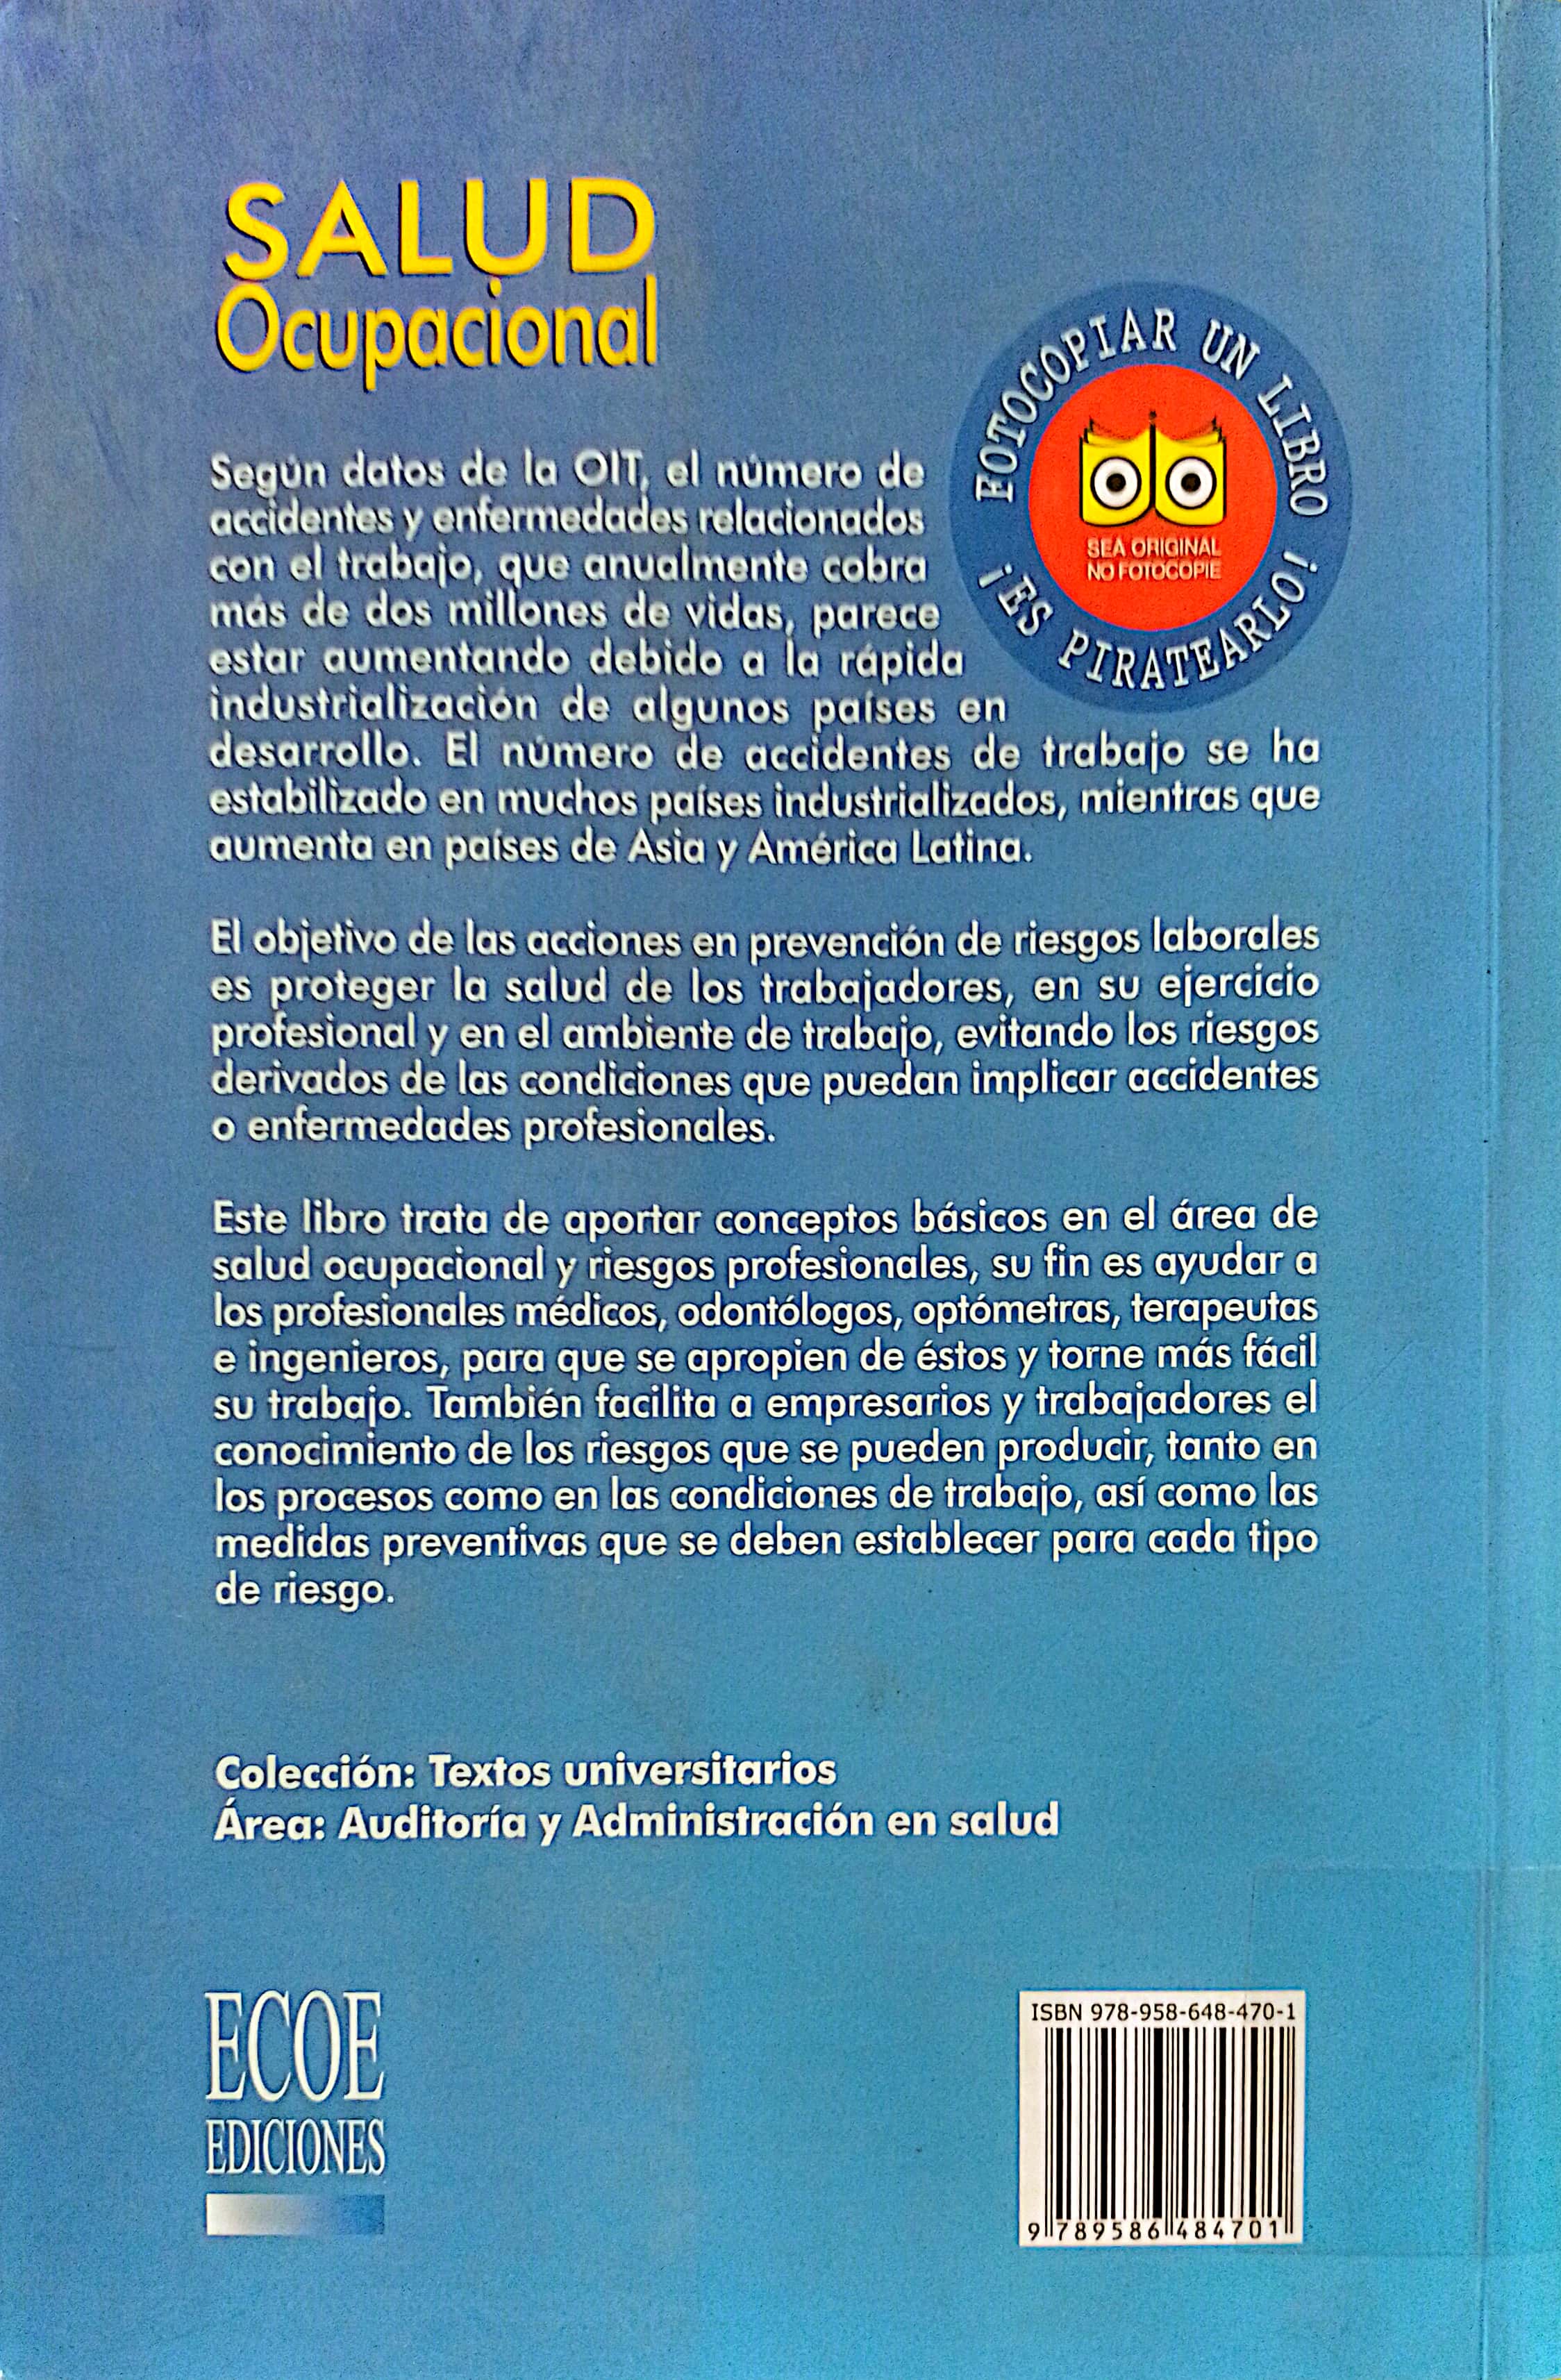 SALUD
Ocupacional
FOTOCOPIAR UN LIBRO
¡ES PIRATEARLO!
SEA ORIGINAL
NO FOTOCOPIE
Según datos de la OIT, el número de
accidentes y enfermedades relacionados
con el trabajo, que anualmente cobra
más de dos millones de vidas, parece
estar aumentando debido a la rápida
industrialización de algunos países en
desarrollo. El número de accidentes de trabajo se ha
estabilizado en muchos países industrializados, mientras que
aumenta en países de Asia y América Latina.
El objetivo de las acciones en prevención de riesgos laborales
es proteger la salud de los trabajadores, en su ejercicio
profesional y en el ambiente de trabajo, evitando los riesgos
derivados de las condiciones que puedan implicar accidentes
o enfermedades profesionales.
Este libro trata de aportar conceptos básicos en el área de
salud ocupacional y riesgos profesionales, su fin es ayudar a
los profesionales médicos, odontólogos, optómetras, terapeutas
e ingenieros, para que se apropien de éstos y torne más fácil
su trabajo. También facilita a empresarios y trabajadores el
conocimiento de los riesgos que se pueden producir, tanto en
los procesos como en las condiciones de trabajo, así como las
medidas preventivas que se deben establecer para cada tipo
de riesgo.
Colección: Textos universitarios
Área: Auditoría y Administración en salud
ECOE
EDICIONES
ISBN 978-958-648-470-1
9 789586 484701